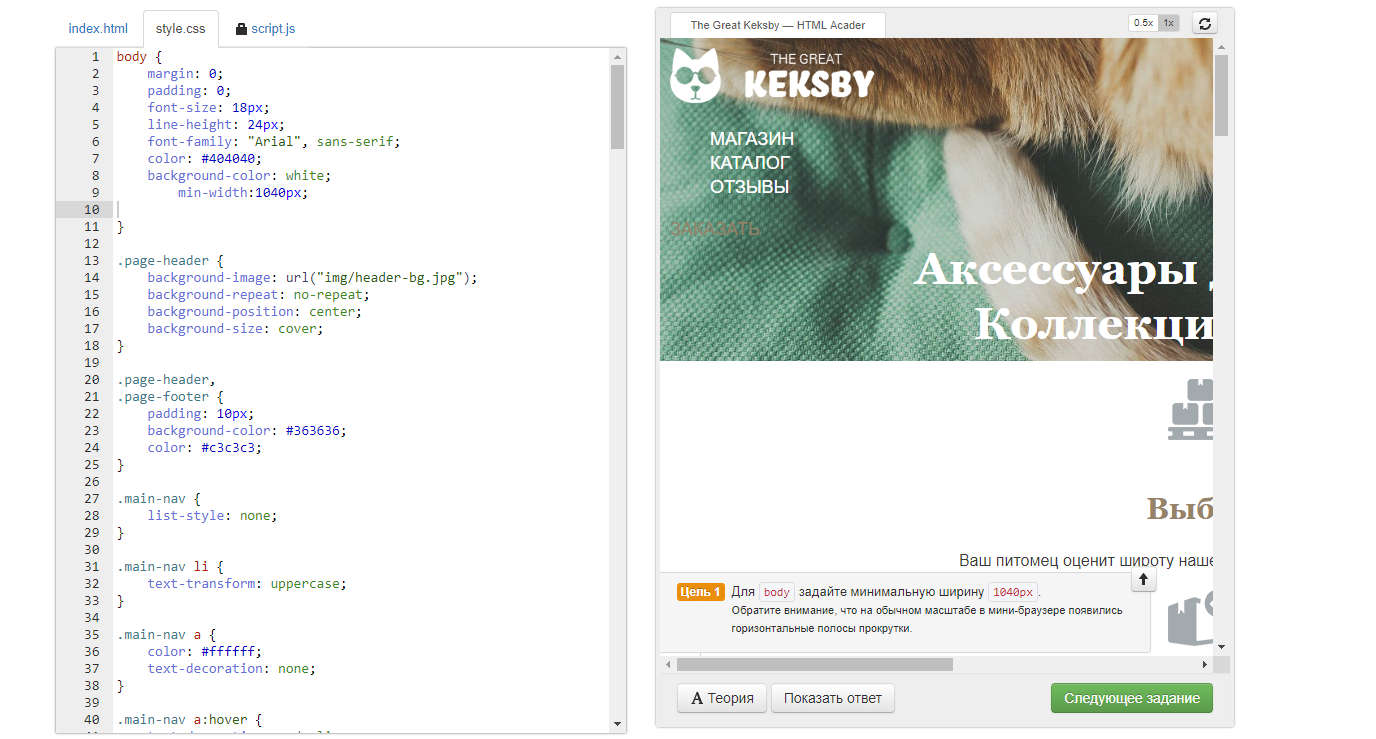 index.html
style.css
script.js
1 body {
2 margin: 0;
3 padding: 0;
4 font-size: 18px;
5 line-height: 24px;
6 font-family: "Arial", sans-serif;
7 color: #404040;
8 background-color: white;
9 min-width:1040px;
10
11 }
12
13 .page-header {
14 background-image: url("img/header-bg.jpg");
15 background-repeat: no-repeat;
16 background-position: center;
17 background-size: cover;
18 }
19
20 .page-header,
21 .page-footer {
22 padding: 10px;
23 background-color: #363636;
24 color: #c3c3c3;
25 }
26
27 .main-nav {
28 list-style: none;
29 }
30
31 .main-nav li {
32 text-transform: uppercase;
33 }
34
35 .main-nav a {
36 color: #ffffff;
37 text-decoration: none;
38 }
39
40 .main-nav a:hover {
The Great Keksby — HTML Acader
0.5x 1x
THE GREAT
KEKSBY
МАГАЗИН
КАТАЛОГ
ОТЗЫВЫ
ЗАКАЗАТЬ
Аксессуары
Коллекци
Выб
Ваш питомец оценит широту наше
Цель 1 Для body задайте минимальную ширину 1040px.
Обратите внимание, что на обычном масштабе в мини-браузере появились
горизонтальные полосы прокрутки.
A Теория
Показать ответ
Следующее задание